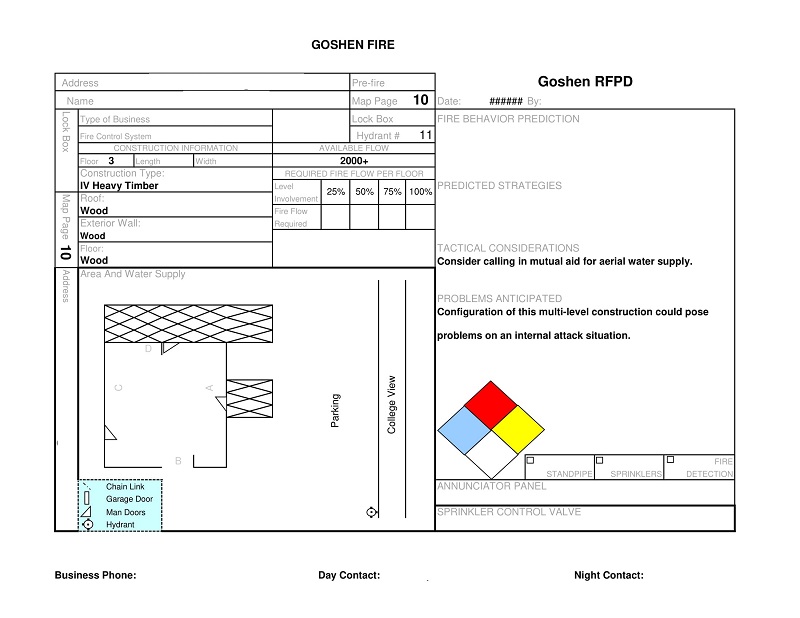 GOSHEN FIRE
Address
Pre-fire
Goshen RFPD
Name
Map Page 10
Date: ###### By:
Lock Box
Type of Business
Lock Box
FIRE BEHAVIOR PREDICTION
Fire Control System
Hydrant # 11
CONSTRUCTION INFORMATION
AVAILABLE FLOW
Floor 3 Length Width
2000+
Construction Type:
REQUIRED FIRE FLOW PER FLOOR
IV Heavy Timber
Level
Involvement
25% 50% 75% 100%
PREDICTED STRATEGIES
Map Page 10
Roof:
Wood
Fire Flow
Required
Exterior Wall:
Wood
Floor:
Wood
TACTICAL CONSIDERATIONS
Consider calling in mutual aid for aerial water supply.
Address
Area And Water Supply
PROBLEMS ANTICIPATED
Configuration of this multi-level construction could pose
problems on an internal attack situation.
D
C
A
B
Parking
College View
STANDPIPE
SPRINKLERS
FIRE
DETECTION
Chain Link
Garage Door
Man Doors
Hydrant
ANNUNCIATOR PANEL
SPRINKLER CONTROL VALVE
Business Phone:
Day Contact:
Night Contact: